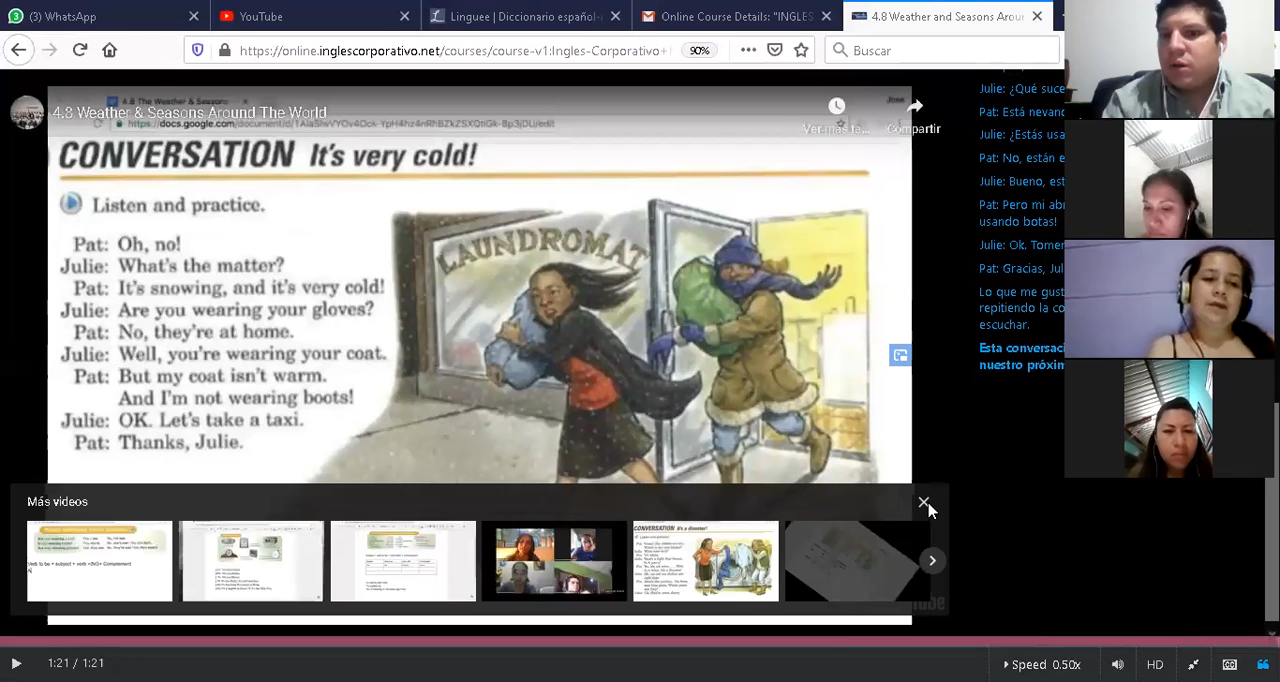 (3) WhatsApp
YouTube
Linguee | Diccionario español-
Online Course Details: "INGLES
4.8 Weather and Seasons Arour
https://online.inglescorporativo.net/courses/course-v1:Ingles-Corporativo+
90%
Buscar
4.8 Weather & Seasons Around The World
Ver más ta...
Compartir
CONVERSATION It's very cold!
Listen and practice.
Pat: Oh, no!
Julie: What's the matter?
Pat: It's snowing, and it's very cold!
Julie: Are you wearing your gloves?
Pat: No, they're at home.
Julie: Well, you're wearing your coat.
Pat: But my coat isn't warm.
And I'm not wearing boots!
Julie: OK. Let's take a taxi.
Pat: Thanks, Julie.
LAUNDROMAT
Julie: ¿Qué suce
Pat: Está nevand
Julie: ¿Estás usa
Pat: No, están e
Julie: Bueno, est
Pat: Pero mi abr
usando botas!
Julie: Ok. Tomer
Pat: Gracias, Jul
Lo que me gust
repitiendo la co
escuchar.
Esta conversaci
nuestro próxim
Más videos
CONVERSATION It's a disaster!
1:21 / 1:21
Speed 0.50x
HD